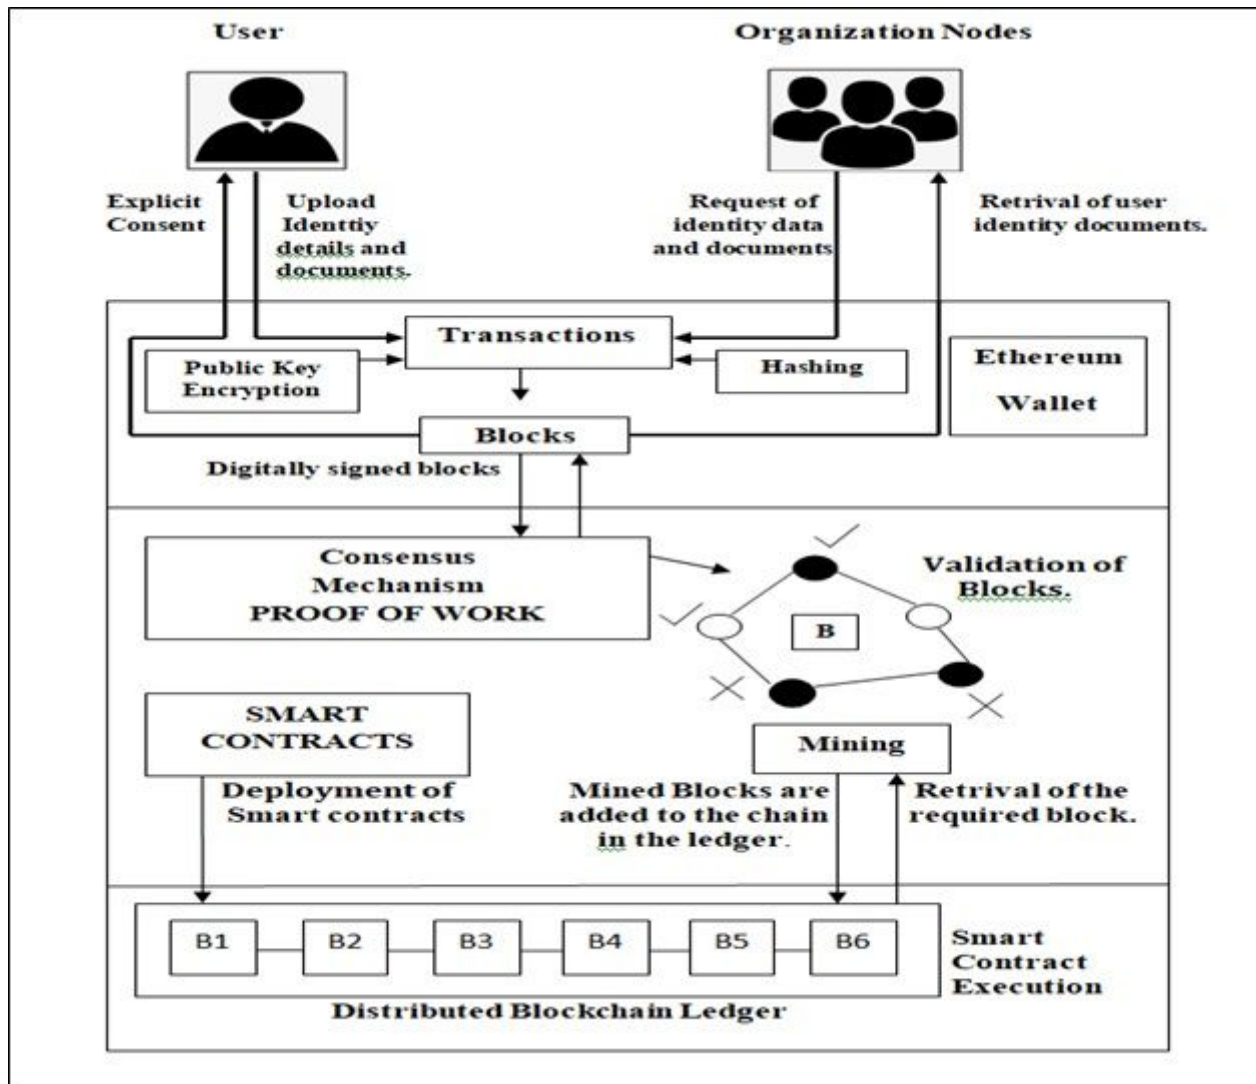 User
Organization Nodes
Explicit
Consent
Upload
Identtiy
details and
documents.
Request of
identity data
and documents
Retrival of user
identity documents.
Transactions
Public Key
Encryption
Hashing
Ethereum
Wallet
Blocks
Digitally signed blocks
Consensus
Mechanism
PROOF OF WORK
Validation of
Blocks.
B
SMART
CONTRACTS
Mining
Deployment of
Smart contracts
Mined Blocks are
added to the chain
in the ledger.
Retrival of the
required block.
B1
B2
B3
B4
B5
B6
Smart
Contract
Execution
Distributed Blockchain Ledger